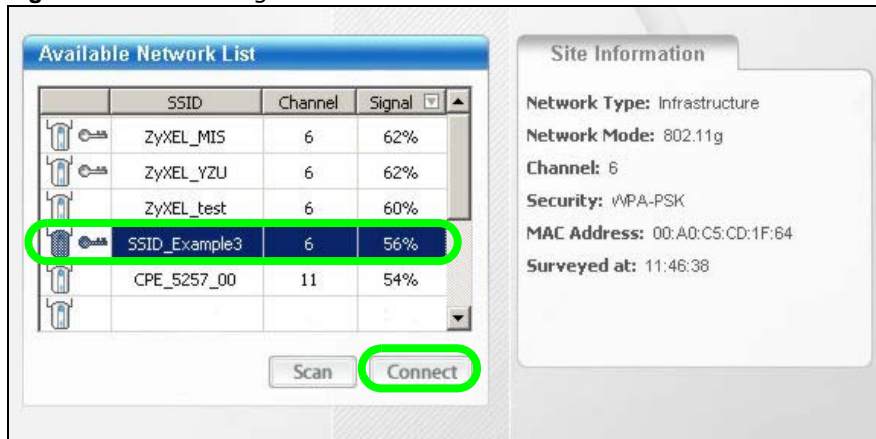 Available Network List
SSID Channel Signal
ZyXEL_MIS 6 62%
ZyXEL_YZU 6 62%
ZyXEL_test 6 60%
SSID_Example3 6 56%
CPE_5257_00 11 54%
Scan Connect
Site Information
Network Type: Infrastructure
Network Mode: 802.11g
Channel: 6
Security: WPA-PSK
MAC Address: 00:A0:C5:CD:1F:64
Surveyed at: 11:46:38